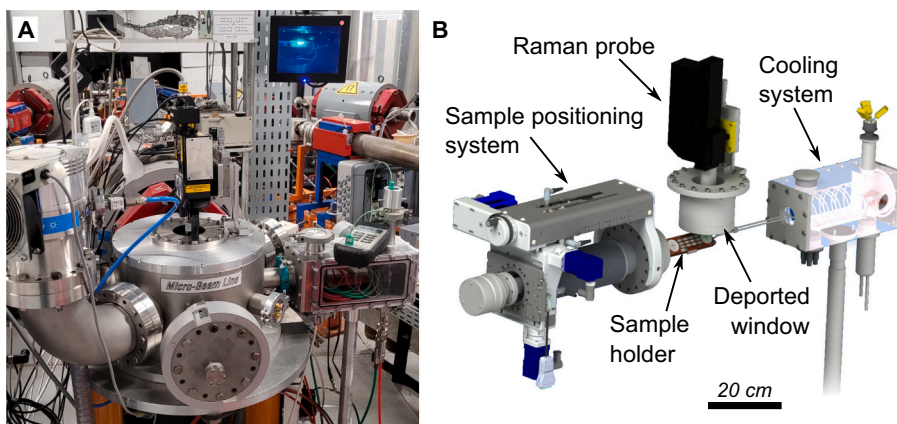 A
Micro-Beam Line
B
Raman
probe
Cooling
system
Sample positioning
system
Deported
window
Sample
holder
20 cm